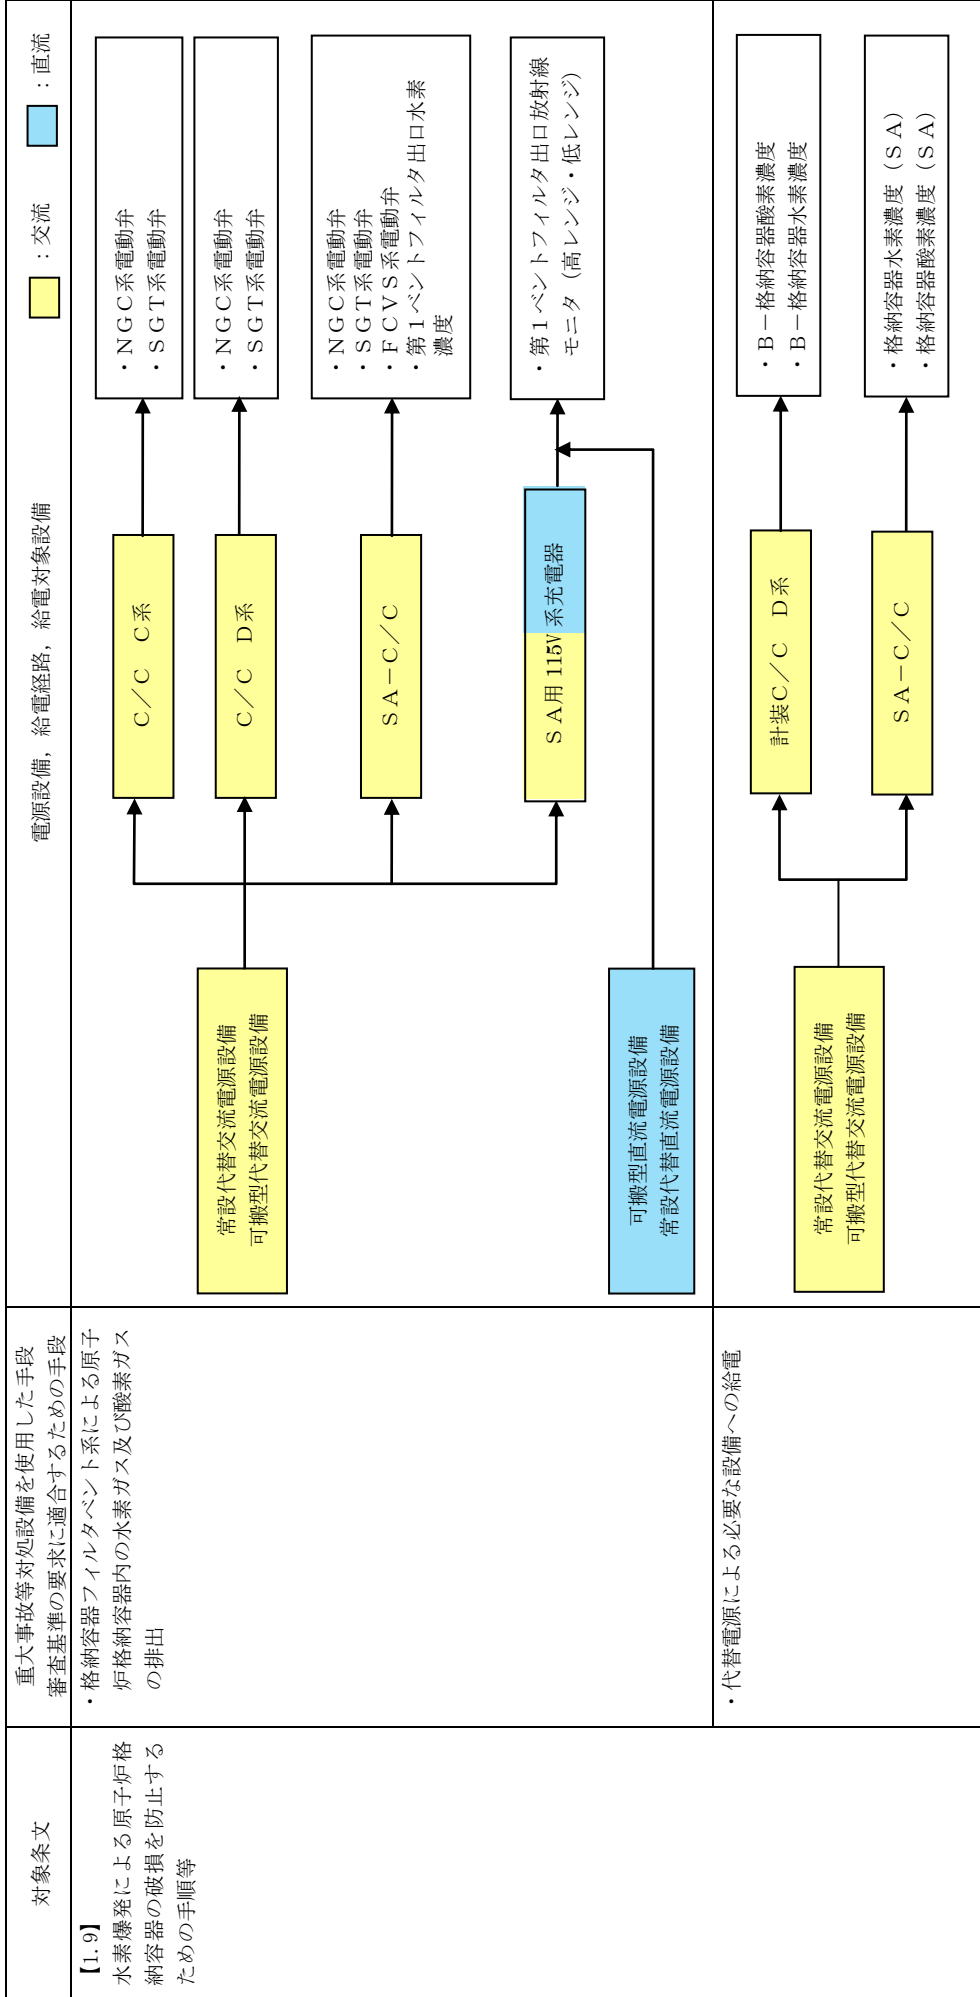 対象条文
重大事故等対処設備を使用した手段
審査基準の要求に適合するための手段
電源設備，給電経路，給電対象設備
：交流
：直流
【1.9】
水素爆発による原子炉格
納容器の破損を防止する
ための手順等
・格納容器フィルタベント系による原子
炉格納容器内の水素ガス及び酸素ガス
の排出
常設代替交流電源設備
可搬型代替交流電源設備
可搬型直流電源設備
常設代替直流電源設備
Ｃ／Ｃ　Ｃ系
Ｃ／Ｃ　Ｄ系
ＳＡ－Ｃ／Ｃ
ＳＡ用 115V 系充電器
・ＮＧＣ系電動弁
・ＳＧＴ系電動弁
・ＮＧＣ系電動弁
・ＳＧＴ系電動弁
・ＮＧＣ系電動弁
・ＳＧＴ系電動弁
・ＦＣＶＳ系電動弁
・第１ベントフィルタ出口水素
濃度
・第１ベントフィルタ出口放射線
モニタ（高レンジ・低レンジ）
・代替電源による必要な設備への給電
常設代替交流電源設備
可搬型代替交流電源設備
計装Ｃ／Ｃ　Ｄ系
ＳＡ－Ｃ／Ｃ
・Ｂ－格納容器酸素濃度
・Ｂ－格納容器水素濃度
・格納容器水素濃度（ＳＡ）
・格納容器酸素濃度（ＳＡ）